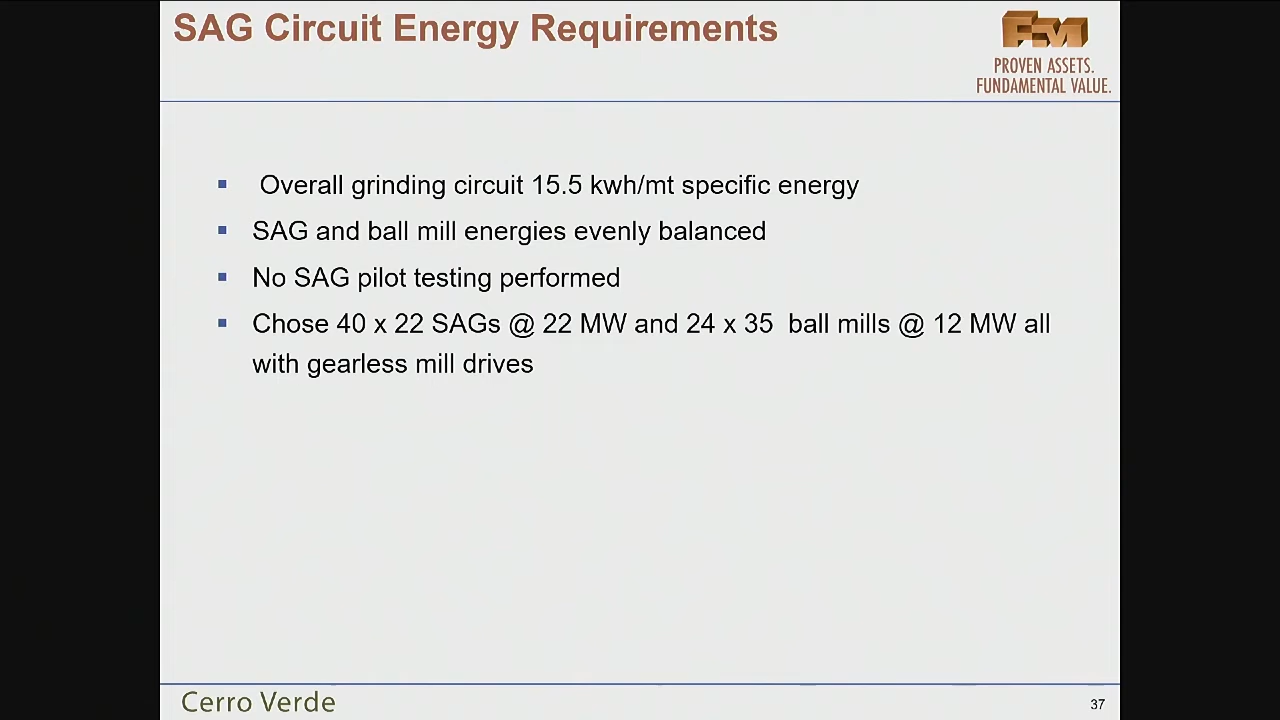 SAG Circuit Energy Requirements
FM
PROVEN ASSETS.
FUNDAMENTAL VALUE.
Overall grinding circuit 15.5 kwh/mt specific energy
SAG and ball mill energies evenly balanced
No SAG pilot testing performed
Chose 40 x 22 SAGs @ 22 MW and 24 x 35 ball mills @ 12 MW all
with gearless mill drives
Cerro Verde
37